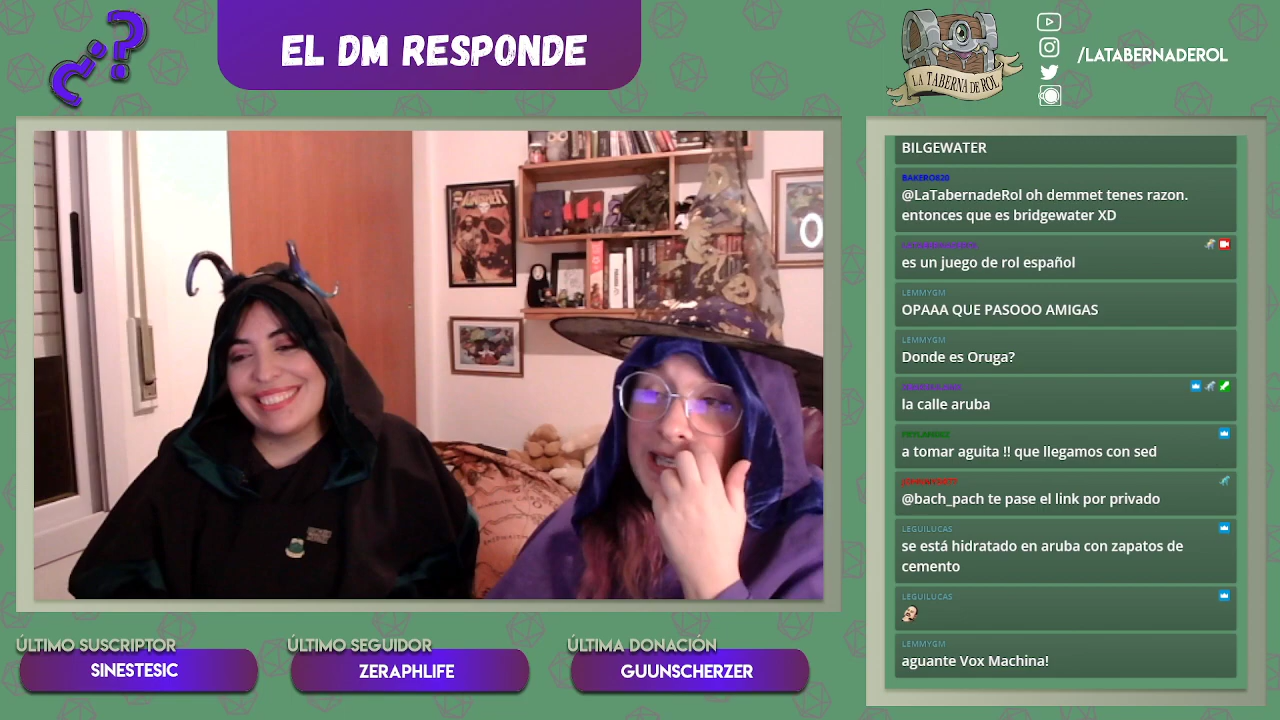 ¿?
EL DM RESPONDE
LA TABERNA DE ROL
/LATABERNADEROL
BILGEWATER
BAKERO820
@LaTabernadeRol oh demmet tenes razon.
entonces que es bridgewater XD
es un juego de rol español
LEMMYGM
OPAAA QUE PASOOO AMIGAS
LEMMYGM
Donde es Oruga?
la calle aruba
a tomar aguita !! que llegamos con sed
@bach_pach te pase el link por privado
LEGUILUCAS
se está hidratado en aruba con zapatos de
cemento
LEGUILUCAS
LEMMYGM
aguante Vox Machina!
ÚLTIMO SUSCRIPTOR
SINESTESIC
ÚLTIMO SEGUIDOR
ZERAPHLIFE
ÚLTIMA DONACIÓN
GUUNSCHERZER